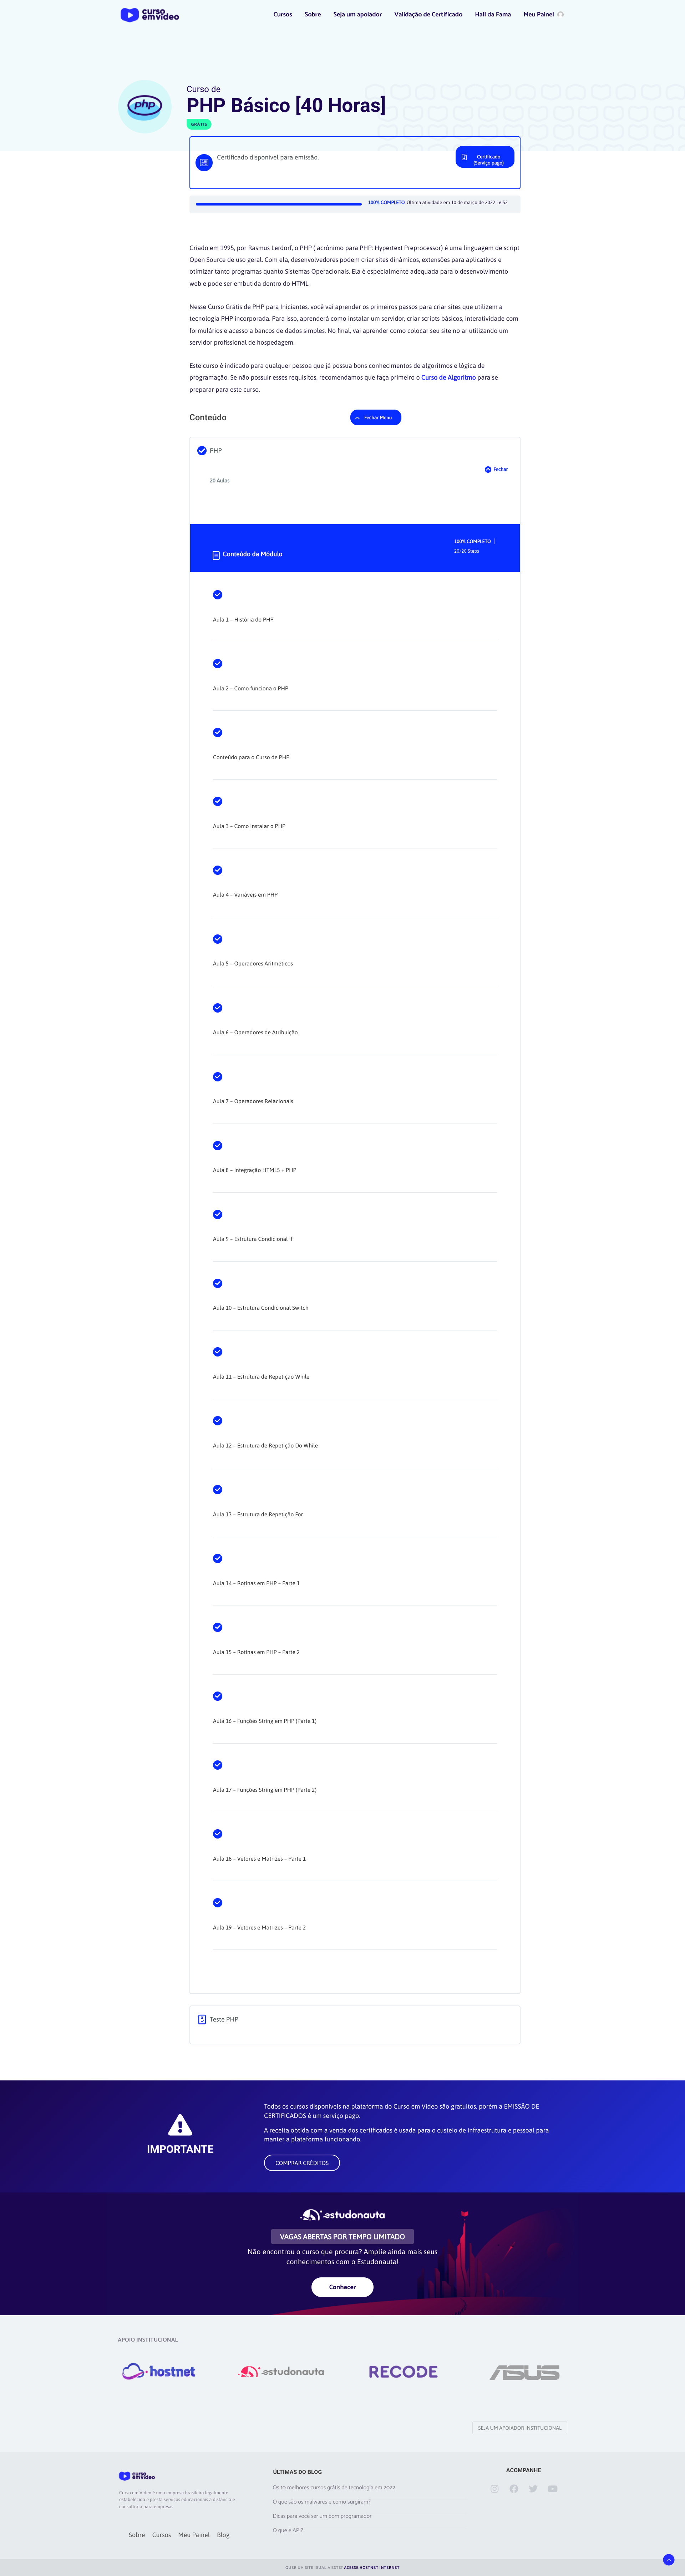 curso
em vídeo
Cursos
Sobre
Seja um apoiador
Validação de Certificado
Hall da Fama
Meu Painel
php
Curso de
PHP Básico [40 Horas]
GRÁTIS
Certificado disponível para emissão.
Certificado
(Serviço pago)
100% COMPLETO Última atividade em 10 de março de 2022 16:52
Criado em 1995, por Rasmus Lerdorf, o PHP ( acrônimo para PHP: Hypertext Preprocessor) é uma linguagem de script
Open Source de uso geral. Com ela, desenvolvedores podem criar sites dinâmicos, extensões para aplicativos e
otimizar tanto programas quanto Sistemas Operacionais. Ela é especialmente adequada para o desenvolvimento
web e pode ser embutida dentro do HTML.
Nesse Curso Grátis de PHP para Iniciantes, você vai aprender os primeiros passos para criar sites que utilizem a
tecnologia PHP incorporada. Para isso, aprenderá como instalar um servidor, criar scripts básicos, interatividade com
formulários e acesso a bancos de dados simples. No final, vai aprender como colocar seu site no ar utilizando um
servidor profissional de hospedagem.
Este curso é indicado para qualquer pessoa que já possua bons conhecimentos de algoritmos e lógica de
programação. Se não possuir esses requisitos, recomendamos que faça primeiro o Curso de Algoritmo para se
preparar para este curso.
Conteúdo
Fechar Menu
PHP
Fechar
20 Aulas
Conteúdo da Módulo
100% COMPLETO
20/20 Steps
Aula 1 – História do PHP
Aula 2 – Como funciona o PHP
Conteúdo para o Curso de PHP
Aula 3 – Como Instalar o PHP
Aula 4 – Variáveis em PHP
Aula 5 – Operadores Aritméticos
Aula 6 – Operadores de Atribuição
Aula 7 – Operadores Relacionais
Aula 8 – Integração HTML5 + PHP
Aula 9 – Estrutura Condicional if
Aula 10 – Estrutura Condicional Switch
Aula 11 – Estrutura de Repetição While
Aula 12 – Estrutura de Repetição Do While
Aula 13 – Estrutura de Repetição For
Aula 14 – Rotinas em PHP – Parte 1
Aula 15 – Rotinas em PHP – Parte 2
Aula 16 – Funções String em PHP (Parte 1)
Aula 17 – Funções String em PHP (Parte 2)
Aula 18 – Vetores e Matrizes – Parte 1
Aula 19 – Vetores e Matrizes – Parte 2
Teste PHP
IMPORTANTE
Todos os cursos disponíveis na plataforma do Curso em Vídeo são gratuitos, porém a EMISSÃO DE
CERTIFICADOS é um serviço pago.
A receita obtida com a venda dos certificados é usada para o custeio de infraestrutura e pessoal para
manter a plataforma funcionando.
COMPRAR CRÉDITOS
estudonauta
VAGAS ABERTAS POR TEMPO LIMITADO
Não encontrou o curso que procura? Amplie ainda mais seus
conhecimentos com o Estudonauta!
Conhecer
APOIO INSTITUCIONAL
hostnet
estudonauta
RECODE
ASUS
SEJA UM APOIADOR INSTITUCIONAL
curso
em vídeo
Curso em Vídeo é uma empresa brasileira legalmente
estabelecida e presta serviços educacionais a distância e
consultoria para empresas
Sobre
Cursos
Meu Painel
Blog
ÚLTIMAS DO BLOG
Os 10 melhores cursos grátis de tecnologia em 2022
O que são os malwares e como surgiram?
Dicas para você ser um bom programador
O que é API?
ACOMPANHE
QUER UM SITE IGUAL A ESTE? ACESSE HOSTNET INTERNET